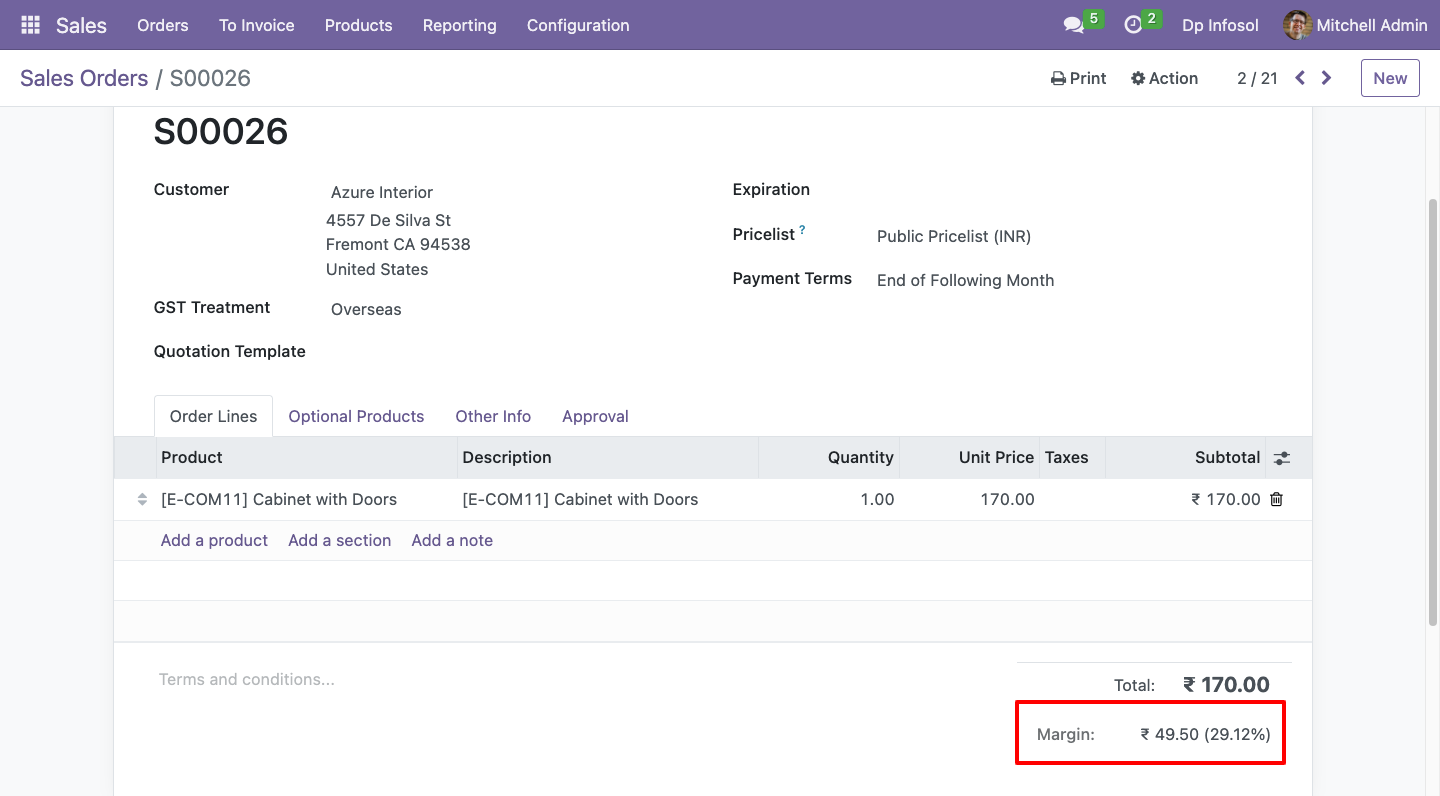 Sales Orders To Invoice Products Reporting Configuration 5 2 Dp Infosol Mitchell Admin
Sales Orders / S00026 Print Action 2 / 21 New
S00026
Customer Azure Interior
4557 De Silva St
Fremont CA 94538
United States
GST Treatment Overseas
Quotation Template
Expiration
Pricelist ? Public Pricelist (INR)
Payment Terms End of Following Month
Order Lines Optional Products Other Info Approval
Product Description Quantity Unit Price Taxes Subtotal
[E-COM11] Cabinet with Doors [E-COM11] Cabinet with Doors 1.00 170.00 ₹ 170.00
Add a product Add a section Add a note
Terms and conditions...
Total: ₹ 170.00
Margin: ₹ 49.50 (29.12%)